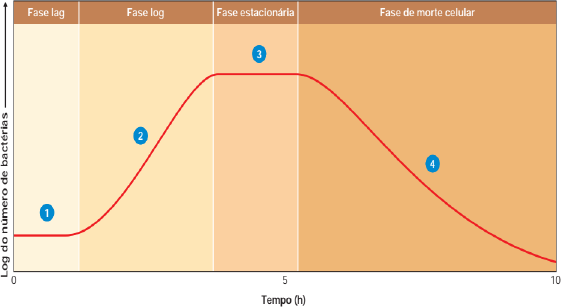 Fase lag Fase log Fase estacionária Fase de morte celular
3
2
4
1
Log do número de bactérias
0 5 10
Tempo (h)